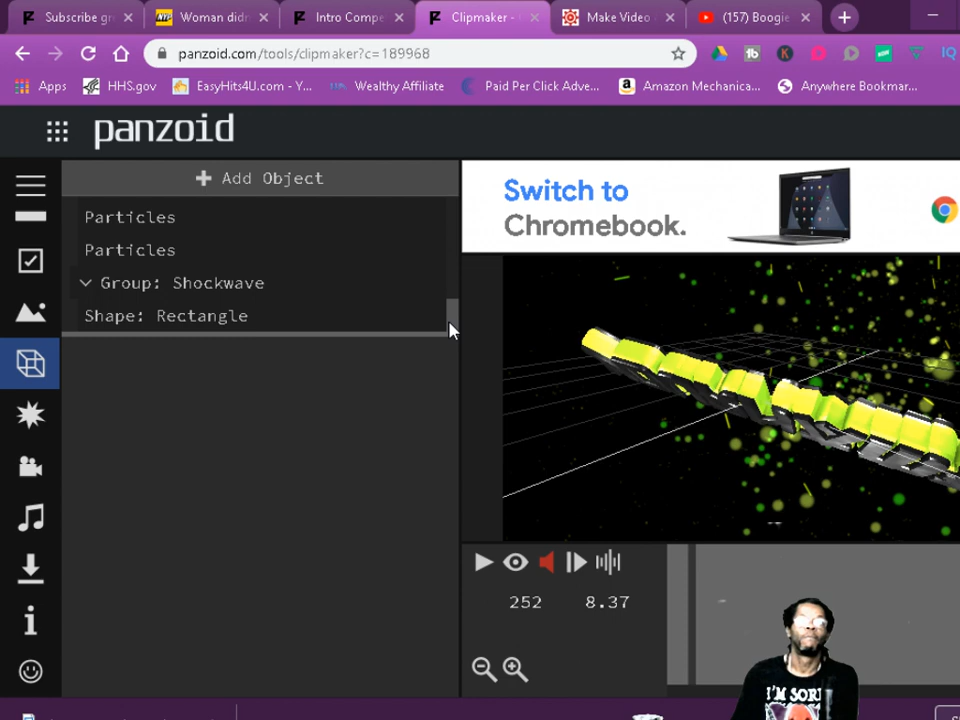 Subscribe gr
Woman didn
Intro Compe
Clipmaker -
Make Video
(157) Boogie
panzoid.com/tools/clipmaker?c=189968
Apps
HHS.gov
EasyHits4U.com - Y...
Wealthy Affiliate
Paid Per Click Adve...
Amazon Mechanica...
Anywhere Bookmar...
panzoid
+ Add Object
Particles
Particles
Group: Shockwave
Shape: Rectangle
Switch to
Chromebook.
252
8.37
I'M SORR